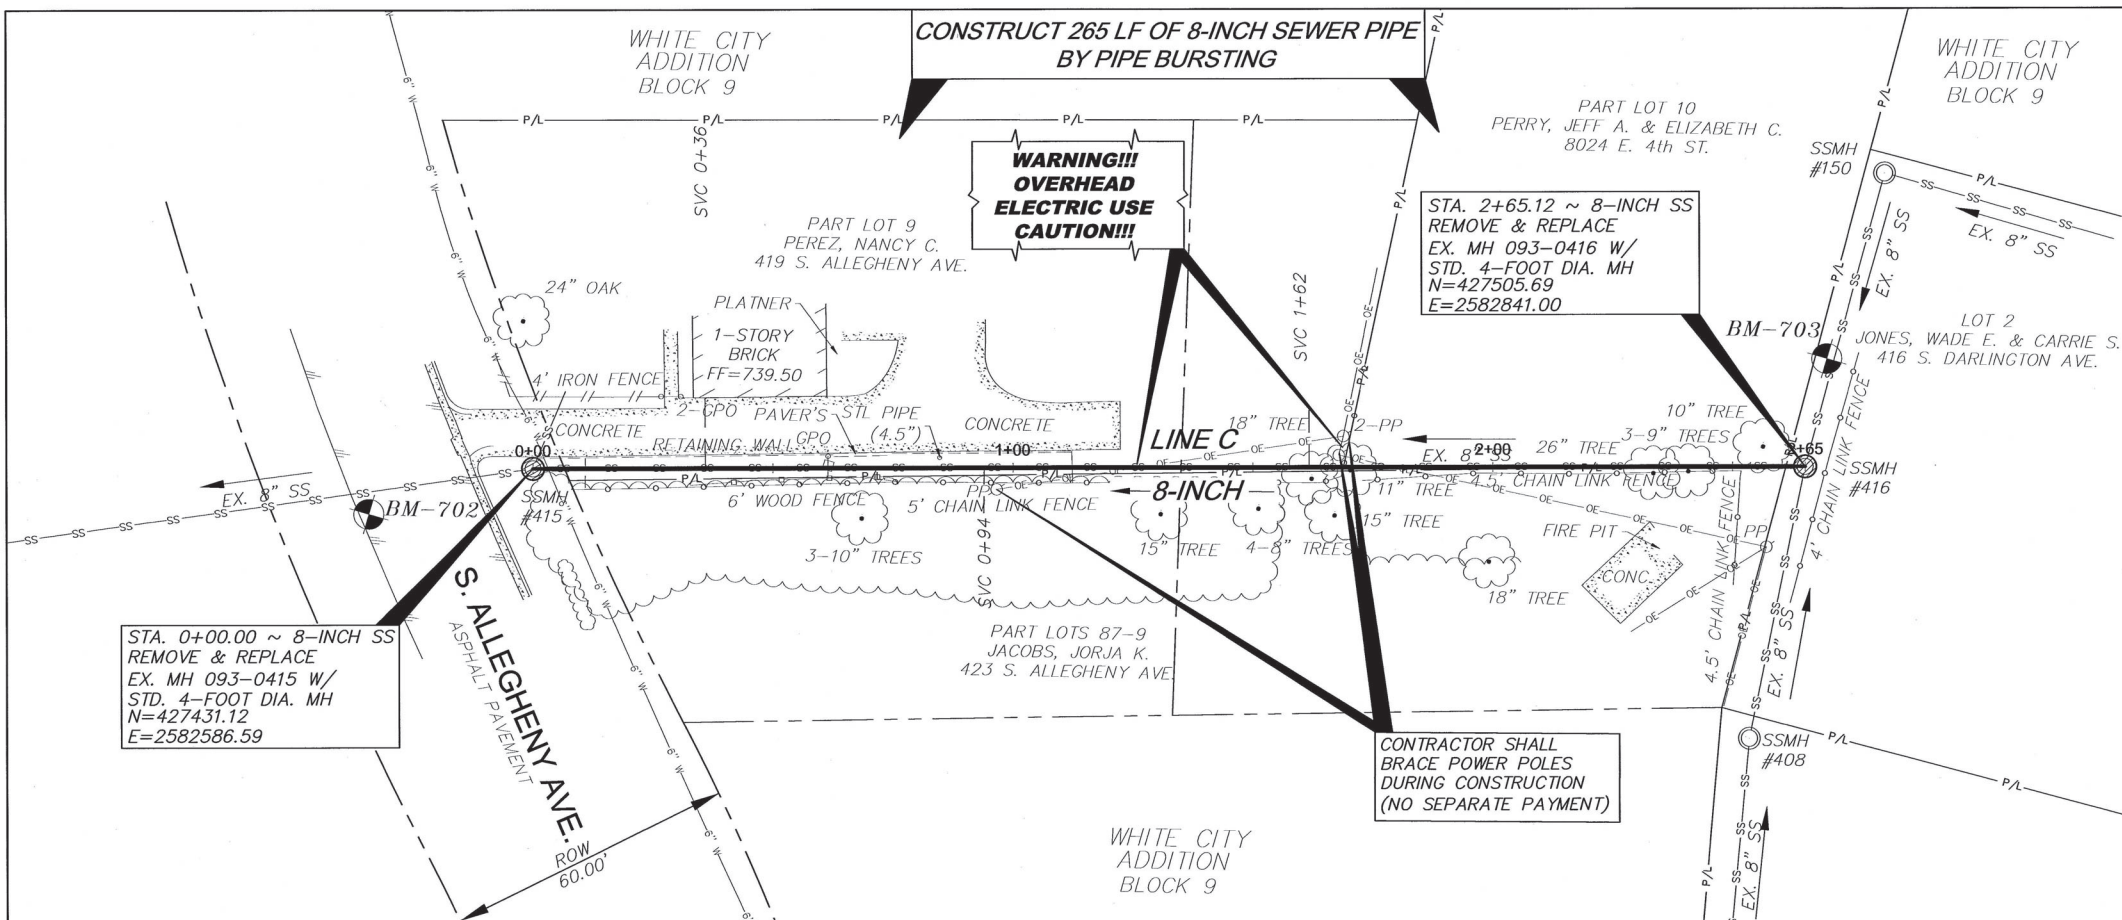 WHITE CITY
ADDITION
BLOCK 9
CONSTRUCT 265 LF OF 8-INCH SEWER PIPE
BY PIPE BURSTING
WHITE CITY
ADDITION
BLOCK 9
6" W
P/L
P/L
P/L
P/L
P/L
P/L
PART LOT 10
PERRY, JEFF A. & ELIZABETH C.
8024 E. 4th ST.
SSMH
#150
SVC 0+36
WARNING!!!
OVERHEAD
ELECTRIC USE
CAUTION!!!
PART LOT 9
PEREZ, NANCY C.
419 S. ALLEGHENY AVE.
STA. 2+65.12 ~ 8-INCH SS
REMOVE & REPLACE
EX. MH 093-0416 W/
STD. 4-FOOT DIA. MH
N=427505.69
E=2582841.00
EX. 8" SS
EX. 8" SS
24" OAK
PLATNER
1-STORY
BRICK
FF=739.50
SVC 1+62
BM-703
LOT 2
JONES, WADE E. & CARRIE S.
416 S. DARLINGTON AVE.
4' IRON FENCE
2-GPO
PAVER'S
STL PIPE
(4.5")
CONCRETE
CONCRETE
RETAINING WALL
GPO
18" TREE
2-PP
10" TREE
3-9" TREES
26" TREE
0+00
1+00
LINE C
EX. 8" SS
2+00
2+65
SSMH
#416
EX. 8" SS
BM-702
SSMH
#415
6' WOOD FENCE
PP
5' CHAIN LINK FENCE
8-INCH
11" TREE
4.5' CHAIN LINK FENCE
15" TREE
3-10" TREES
SVC 0+94
15" TREE
4-8" TREES
FIRE PIT
PP
CONC.
18" TREE
4' CHAIN LINK FENCE
4.5' CHAIN LINK FENCE
STA. 0+00.00 ~ 8-INCH SS
REMOVE & REPLACE
EX. MH 093-0415 W/
STD. 4-FOOT DIA. MH
N=427431.12
E=2582586.59
S. ALLEGHENY AVE.
ASPHALT PAVEMENT
PART LOTS 87-9
JACOBS, JORJA K.
423 S. ALLEGHENY AVE.
EX. 8" SS
CONTRACTOR SHALL
BRACE POWER POLES
DURING CONSTRUCTION
(NO SEPARATE PAYMENT)
SSMH
#408
P/L
P/L
ROW
60.00'
WHITE CITY
ADDITION
BLOCK 9
EX. 8" SS
P/L